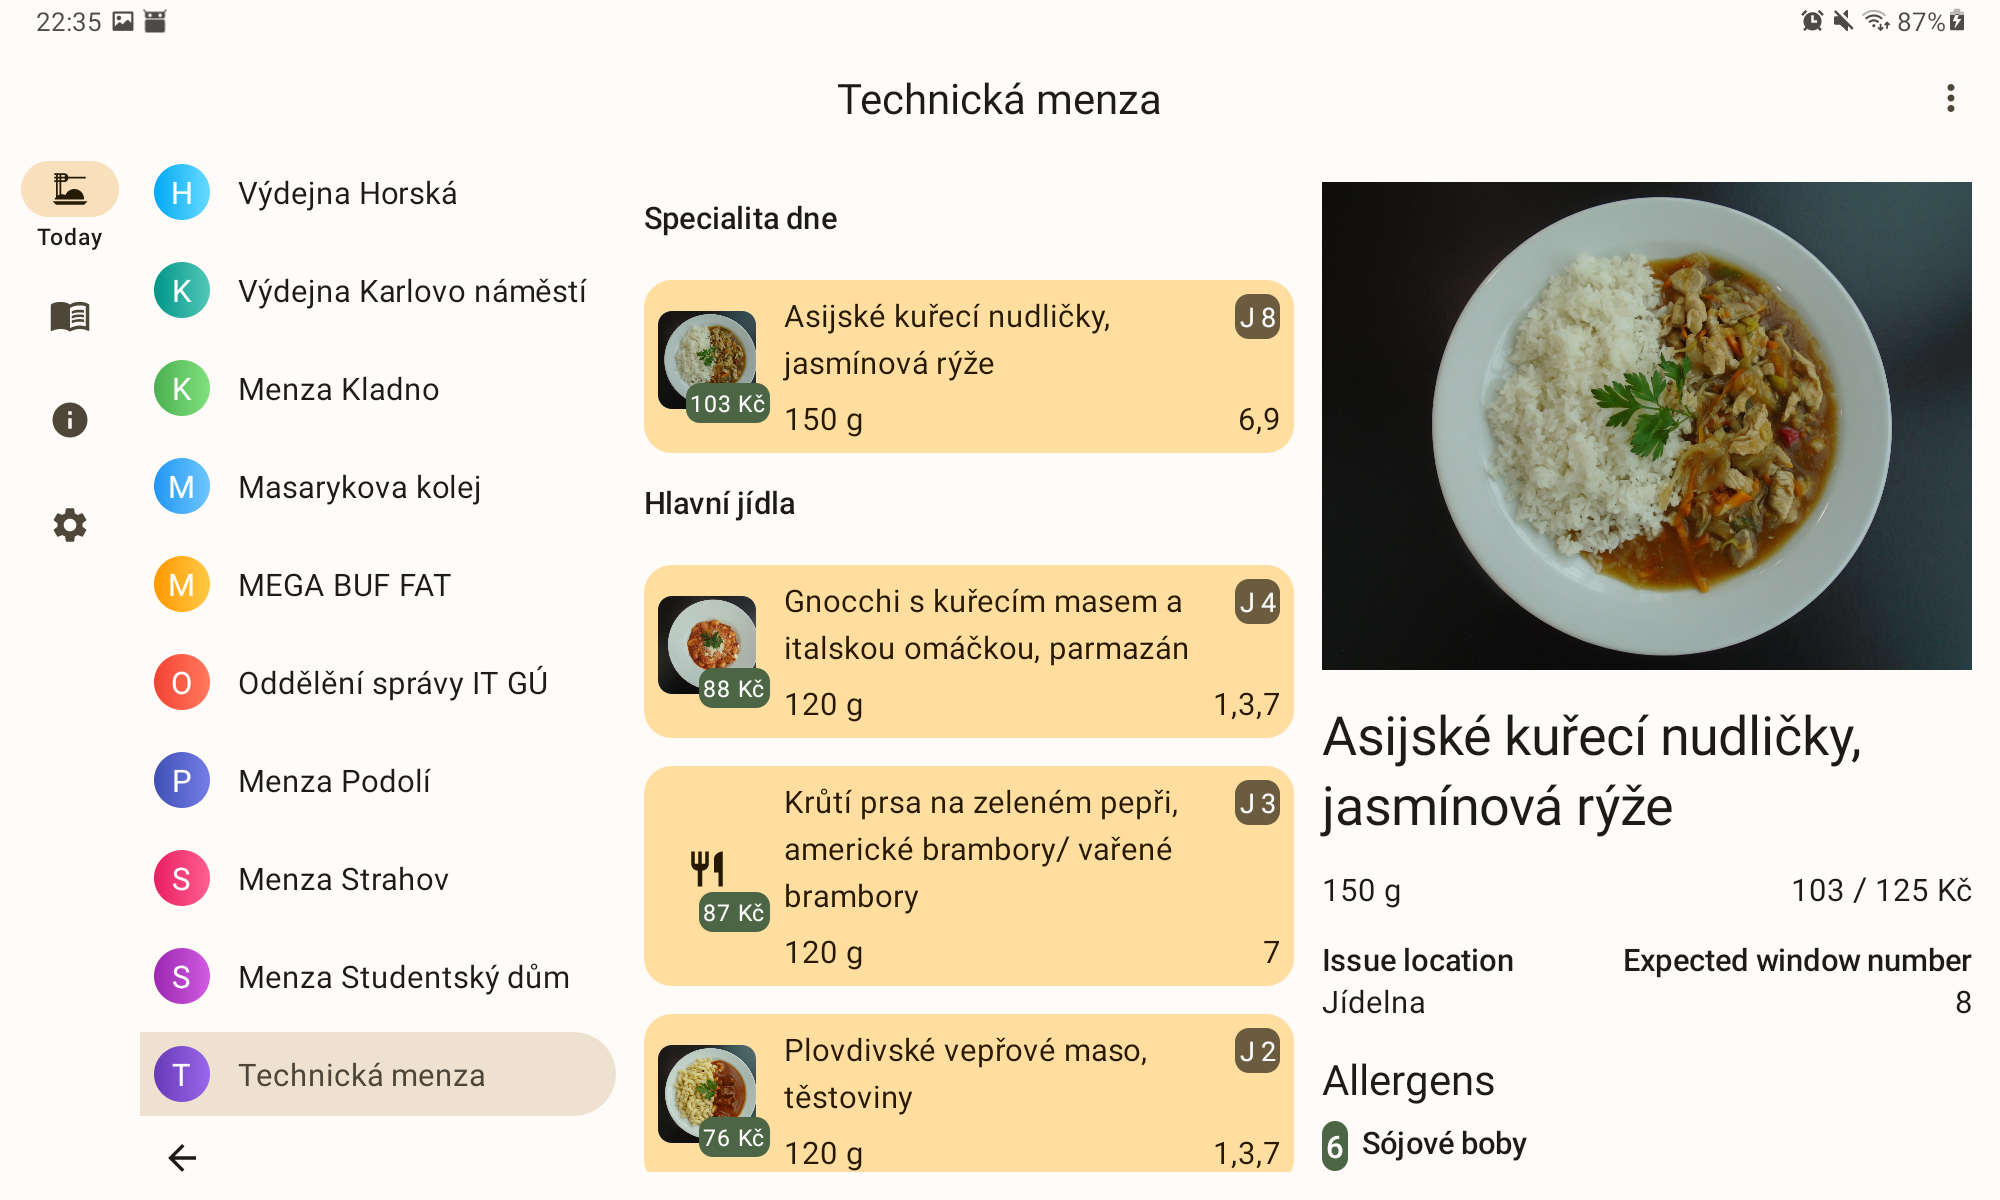 22:35
87%
Technická menza
Today
H Výdejna Horská
K Výdejna Karlovo náměstí
K Menza Kladno
M Masarykova kolej
M MEGA BUF FAT
O Oddělění správy IT GÚ
P Menza Podolí
S Menza Strahov
S Menza Studentský dům
T Technická menza
Specialita dne
Asijské kuřecí nudličky,
jasmínová rýže
J 8
103 Kč
150 g
6,9
Hlavní jídla
Gnocchi s kuřecím masem a
italskou omáčkou, parmazán
J 4
88 Kč
120 g
1,3,7
Krůtí prsa na zeleném pepři,
americké brambory/ vařené
brambory
J 3
87 Kč
120 g
7
Plovdivské vepřové maso,
těstoviny
J 2
76 Kč
120 g
1,3,7
Asijské kuřecí nudličky,
jasmínová rýže
150 g
103 / 125 Kč
Issue location
Jídelna
Expected window number
8
Allergens
6 Sójové boby